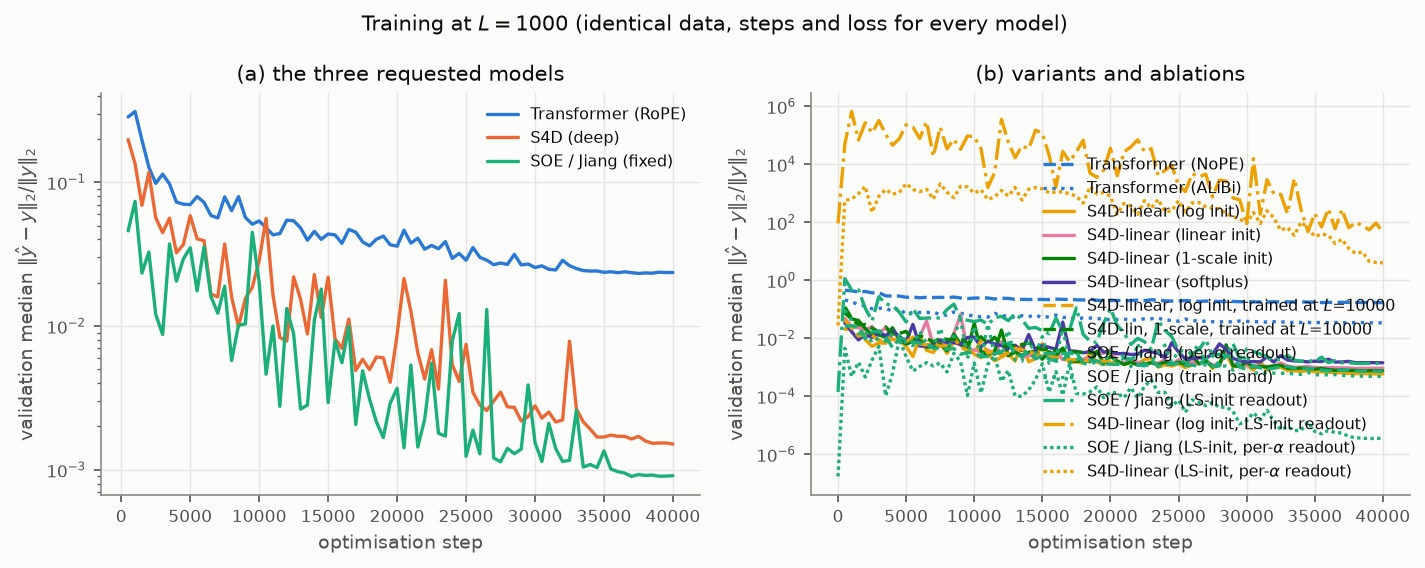 Training at L = 1000 (identical data, steps and loss for every model)
(a) the three requested models
validation median ‖ŷ − y‖₂/‖y‖₂
10⁻¹
10⁻²
10⁻³
Transformer (RoPE)
S4D (deep)
SOE / Jiang (fixed)
0 5000 10000 15000 20000 25000 30000 35000 40000
optimisation step
(b) variants and ablations
validation median ‖ŷ − y‖₂/‖y‖₂
10⁶
10⁴
10²
10⁰
10⁻²
10⁻⁴
10⁻⁶
Transformer (NoPE)
Transformer (ALiBi)
S4D-linear (log init)
S4D-linear (linear init)
S4D-linear (1-scale init)
S4D-linear (softplus)
S4D-linear, log init, trained at L=10000
S4D-lin, 1-scale, trained at L=10000
SOE / Jiang (per-α readout)
SOE / Jiang (train band)
SOE / Jiang (LS-init readout)
S4D-linear (log init, LS-init readout)
SOE / Jiang (LS-init, per-α readout)
S4D-linear (LS-init, per-α readout)
0 5000 10000 15000 20000 25000 30000 35000 40000
optimisation step